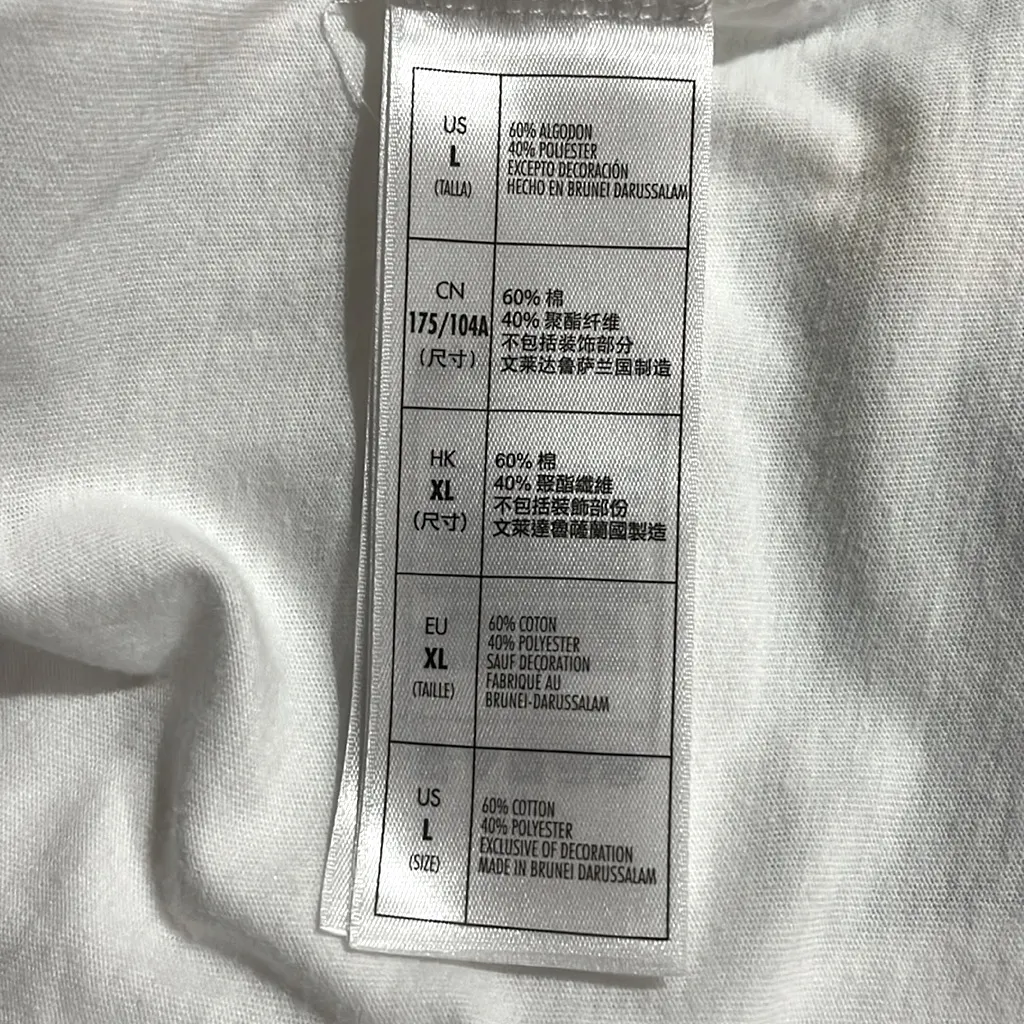 US
L
(TALLA)
60% ALGODON
40% POLIESTER
EXCEPTO DECORACIÓN
HECHO EN BRUNEI DARUSSALAM
CN
175/104A
(尺寸)
60% 棉
40% 聚酯纤维
不包括装饰部分
文莱达鲁萨兰国制造
HK
XL
(尺寸)
60% 棉
40% 聚酯纖維
不包括裝飾部份
文莱達魯薩蘭國製造
EU
XL
(TAILLE)
60% COTON
40% POLYESTER
SAUF DECORATION
FABRIQUE AU
BRUNEI-DARUSSALAM
US
L
(SIZE)
60% COTTON
40% POLYESTER
EXCLUSIVE OF DECORATION
MADE IN BRUNEI DARUSSALAM